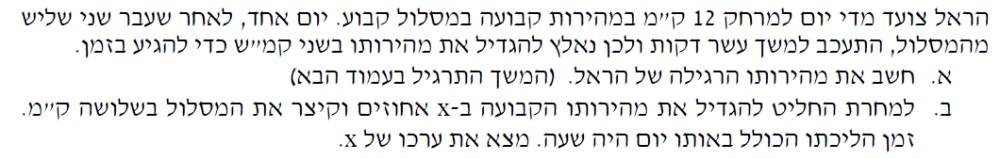 הראל צועד מדי יום למרחק 12 ק״מ במהירות קבועה במסלול קבוע. יום אחד, לאחר שעבר שני שליש
מהמסלול, התעכב למשך עשר דקות ולכן נאלץ להגדיל את מהירותו בשני קמ״ש כדי להגיע בזמן.
א. חשב את מהירותו הרגילה של הראל. (המשך התרגיל בעמוד הבא)
ב. למחרת החליט להגדיל את מהירותו הקבועה ב-x אחוזים וקיצר את המסלול בשלושה ק״מ.
זמן הליכתו הכולל באותו יום היה שעה. מצא את ערכו של x.